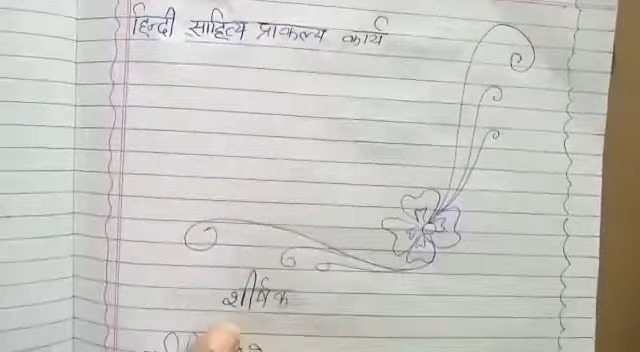 हिन्दी साहित्य प्राकल्प कार्य
शीर्षक